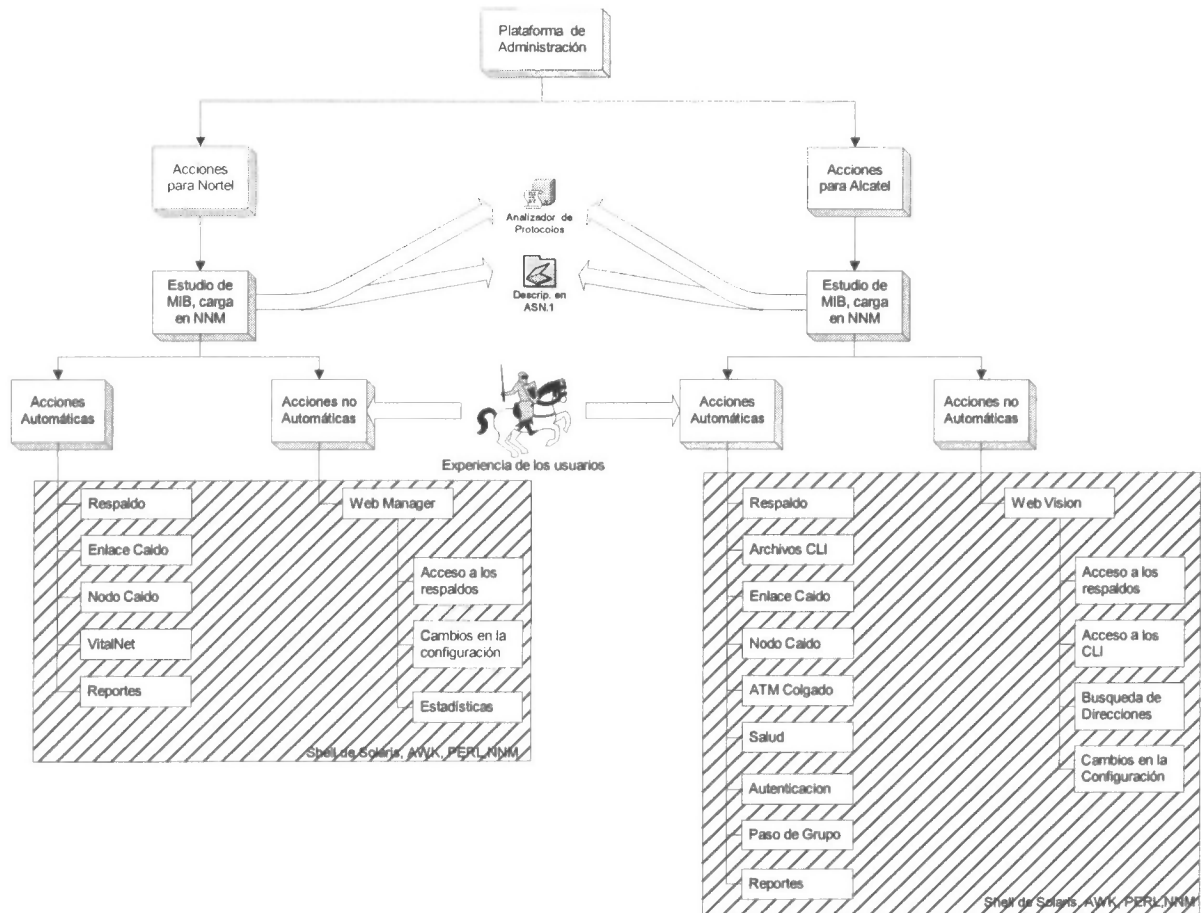 Plataforma de
Administración
Acciones
para Nortel
Acciones
para Alcatel
Analizador de
Protocolos
Estudio de
MIB, carga
en NNM
Descrip. en
ASN.1
Estudio de
MIB, carga
en NNM
Acciones
Automáticas
Acciones no
Automáticas
Acciones
Automáticas
Acciones no
Automáticas
Experiencia de los usuarios
Respaldo
Enlace Caido
Nodo Caido
VitalNet
Reportes
Web Manager
Acceso a los
respaldos
Cambios en la
configuración
Estadísticas
Shell de Solaris, AWK, PERL,NNM
Respaldo
Archivos CLI
Enlace Caido
Nodo Caido
ATM Colgado
Salud
Autenticacion
Paso de Grupo
Reportes
Web Vision
Acceso a los
respaldos
Acceso a los
CLI
Busqueda de
Direcciones
Cambios en la
Configuración
Shell de Solaris, AWK, PERL,NNM